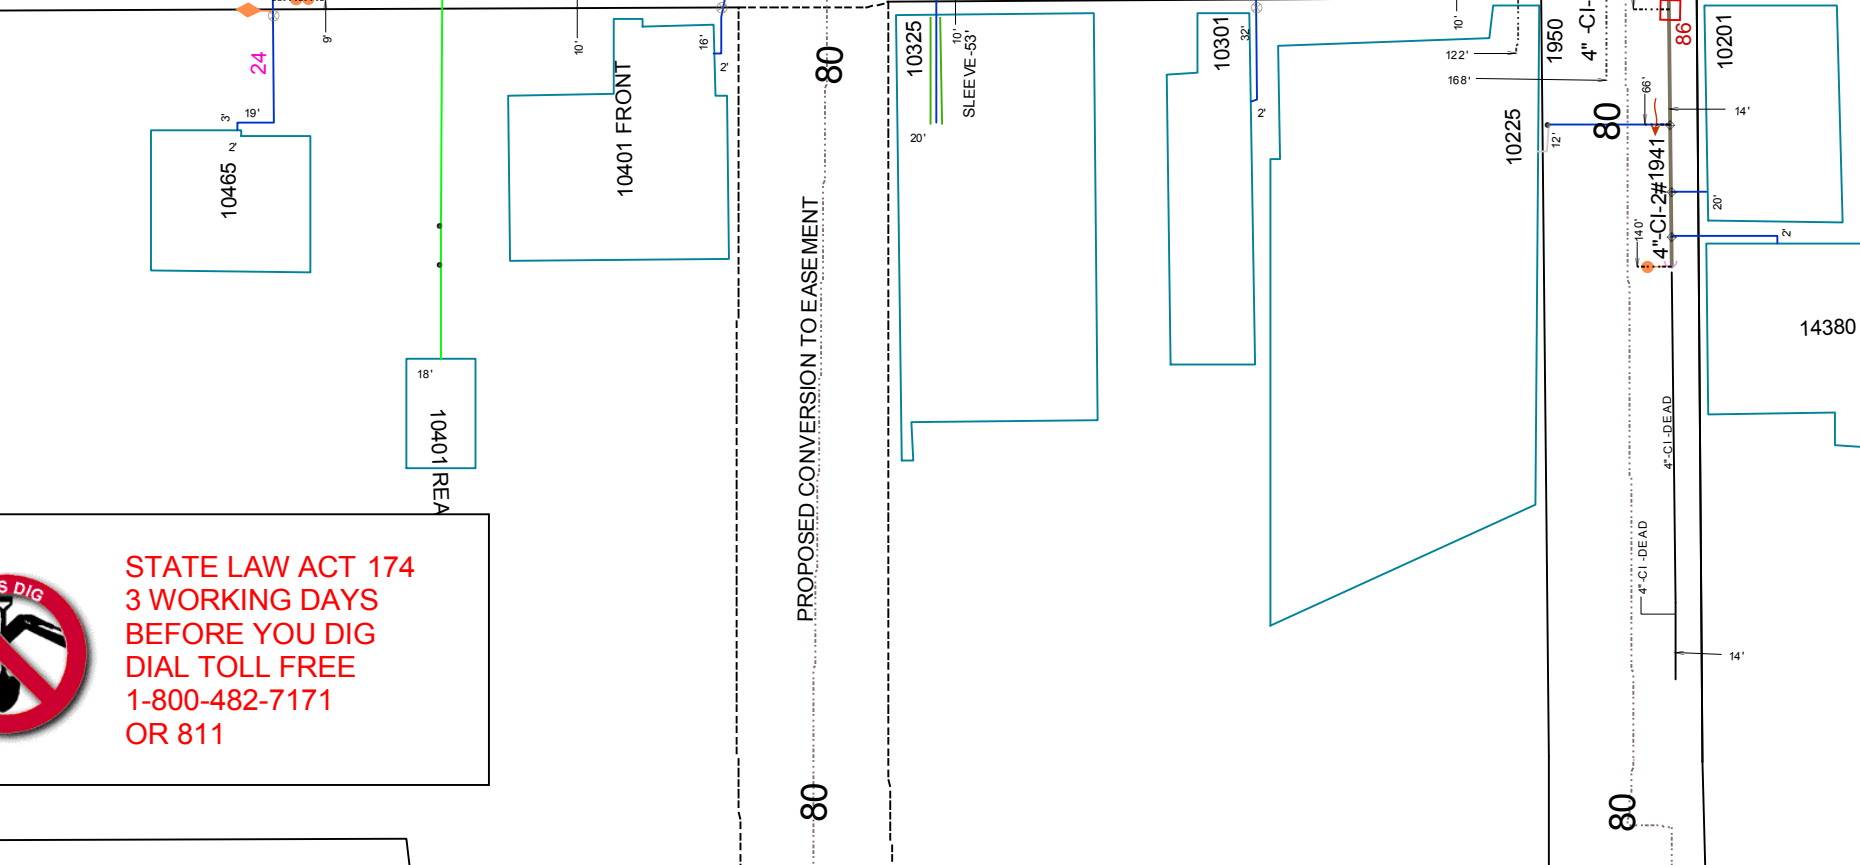 24
9'
3'
19'
2'
10465
10'
10401 FRONT
16'
2'
80
10325
10'
SLEEVE-53'
20'
10301
32'
2'
10'
122'
168'
1950
4" -CI-
86
10201
10225
12'
80
66'
14'
4"-CI-2#1941
20'
140'
2'
14380
PROPOSED CONVERSION TO EASEMENT
18'
10401 REA
4"-CI-DEAD
4"-CI-DEAD
14'
S DIG
STATE LAW ACT 174
3 WORKING DAYS
BEFORE YOU DIG
DIAL TOLL FREE
1-800-482-7171
OR 811
80
80